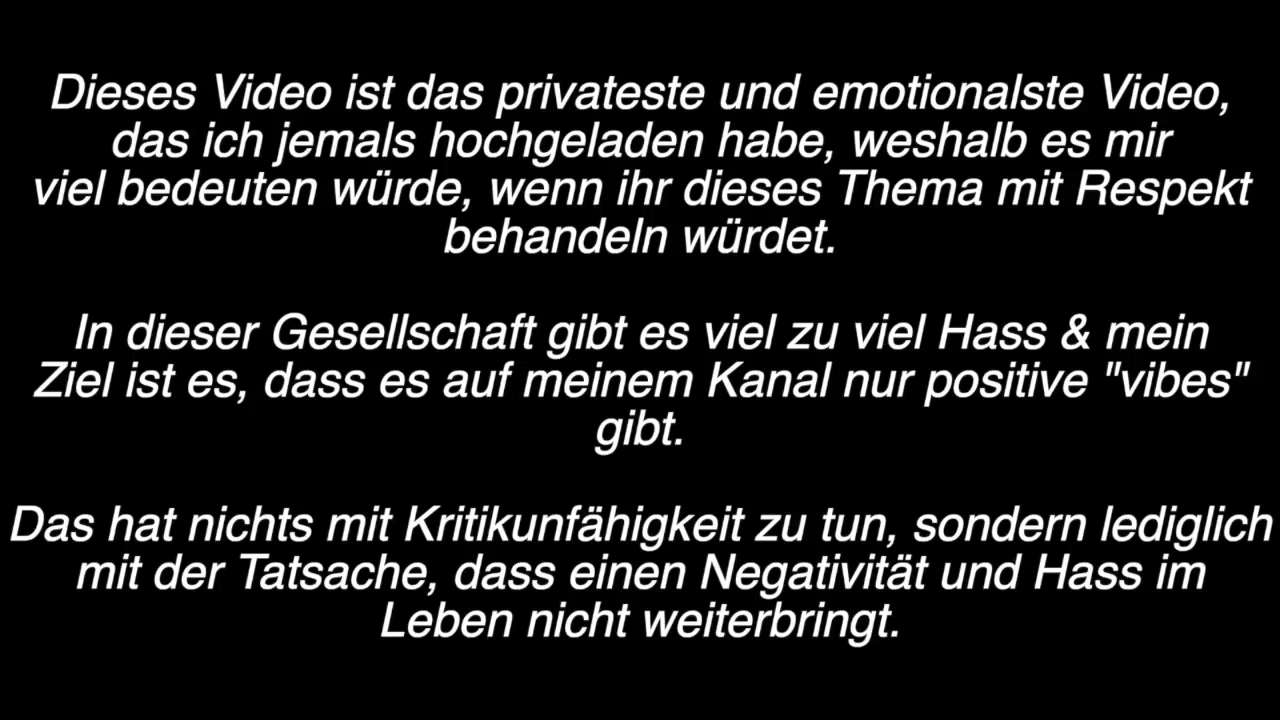 Dieses Video ist das privateste und emotionalste Video,
das ich jemals hochgeladen habe, weshalb es mir
viel bedeuten würde, wenn ihr dieses Thema mit Respekt
behandeln würdet.
In dieser Gesellschaft gibt es viel zu viel Hass & mein
Ziel ist es, dass es auf meinem Kanal nur positive "vibes"
gibt.
Das hat nichts mit Kritikunfähigkeit zu tun, sondern lediglich
mit der Tatsache, dass einen Negativität und Hass im
Leben nicht weiterbringt.